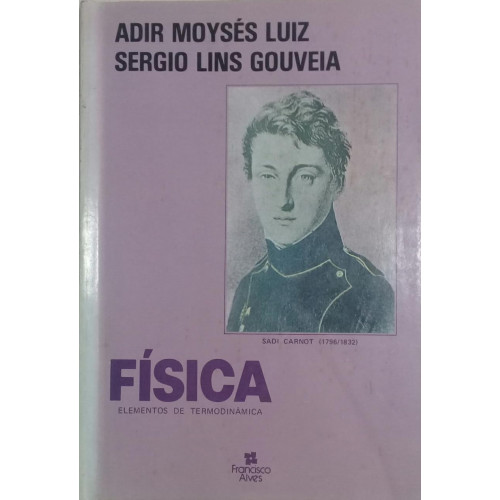 ADIR MOYSÉS LUIZ
SERGIO LINS GOUVEIA
SADI CARNOT (1796/1832)
FÍSICA
ELEMENTOS DE TERMODINÂMICA
Francisco
Alves